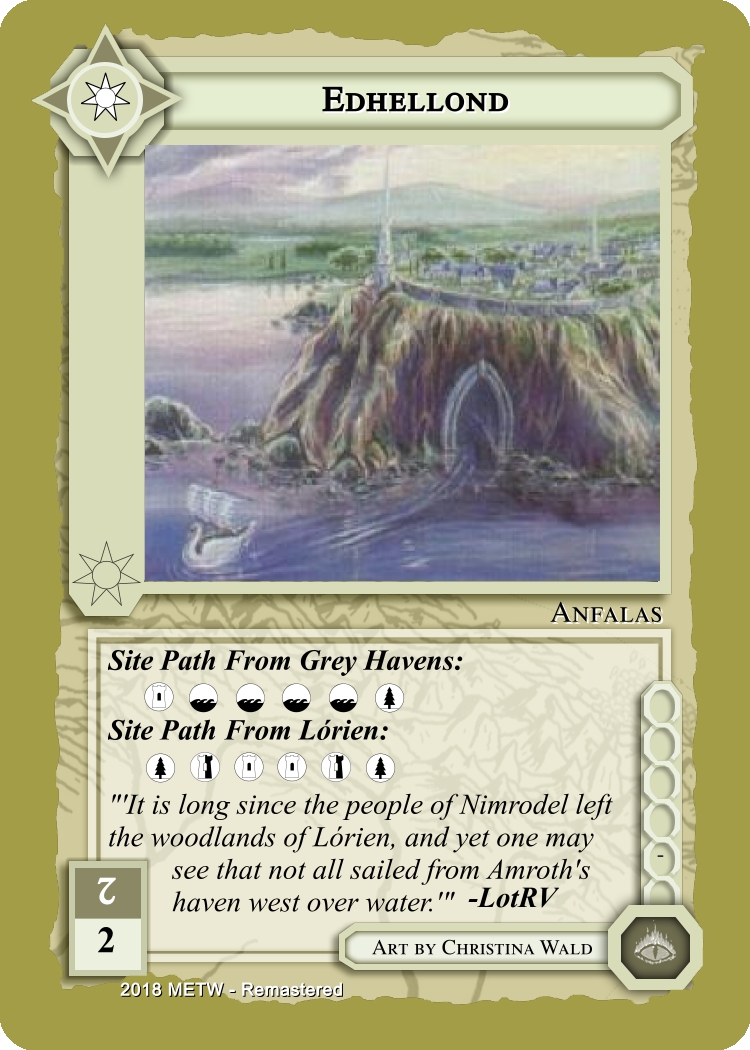 Edhellond
Anfalas
Site Path From Grey Havens:
Site Path From Lórien:
"'It is long since the people of Nimrodel left
the woodlands of Lórien, and yet one may
see that not all sailed from Amroth's
haven west over water.'" -LotRV
-
2
2
Art by Christina Wald
2018 METW - Remastered